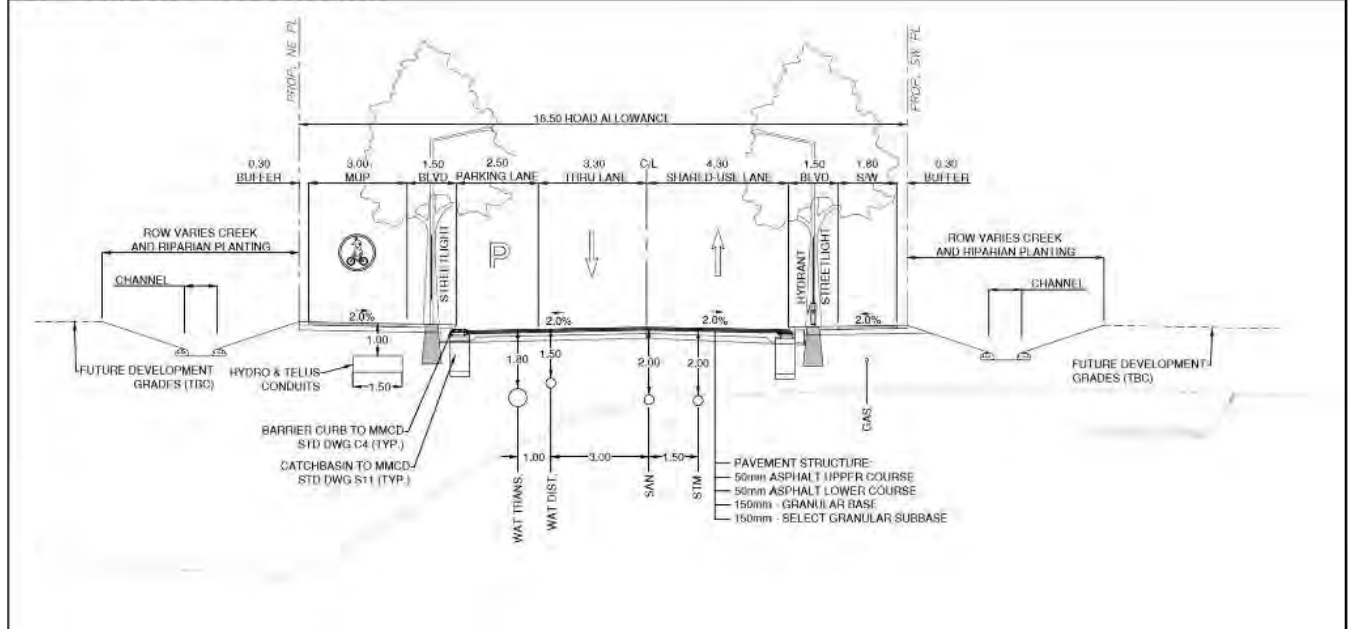 PROP. NE PL
PROP. SW PL
18.50 ROAD ALLOWANCE
0.30 3.00 1.50 2.50 3.30 C/L 4.30 1.50 1.80 0.30
BUFFER MUP BLVD PARKING LANE THRU LANE SHARED-USE LANE BLVD. S/W BUFFER
ROW VARIES CREEK
AND RIPARIAN PLANTING
CHANNEL
STREETLIGHT
P
HYDRANT
STREETLIGHT
ROW VARIES CREEK
AND RIPARIAN PLANTING
CHANNEL
2.0% 2.0% 2.0% 2.0%
1.00
1.80
1.50
2.00
2.00
FUTURE DEVELOPMENT
GRADES (TBC)
HYDRO & TELUS
CONDUITS
1.50
FUTURE DEVELOPMENT
GRADES (TBC)
BARRIER CURB TO MMCD
STD DWG C4 (TYP.)
CATCHBASIN TO MMCD
STD DWG S11 (TYP.)
1.00 3.00 1.50
WAT TRANS.
WAT DIST.
SAN
STM
GAS
PAVEMENT STRUCTURE:
50mm ASPHALT UPPER COURSE
50mm ASPHALT LOWER COURSE
150mm - GRANULAR BASE
150mm - SELECT GRANULAR SUBBASE